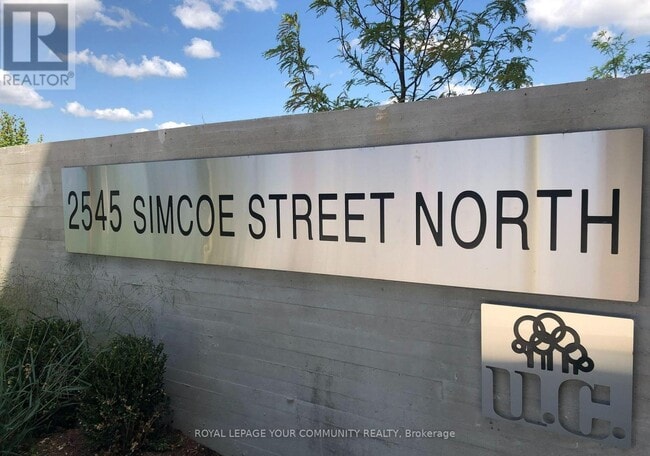 R
REALTOR®
2545 SIMCOE STREET NORTH
u.c.
ROYAL LEPAGE YOUR COMMUNITY REALTY, Brokerage